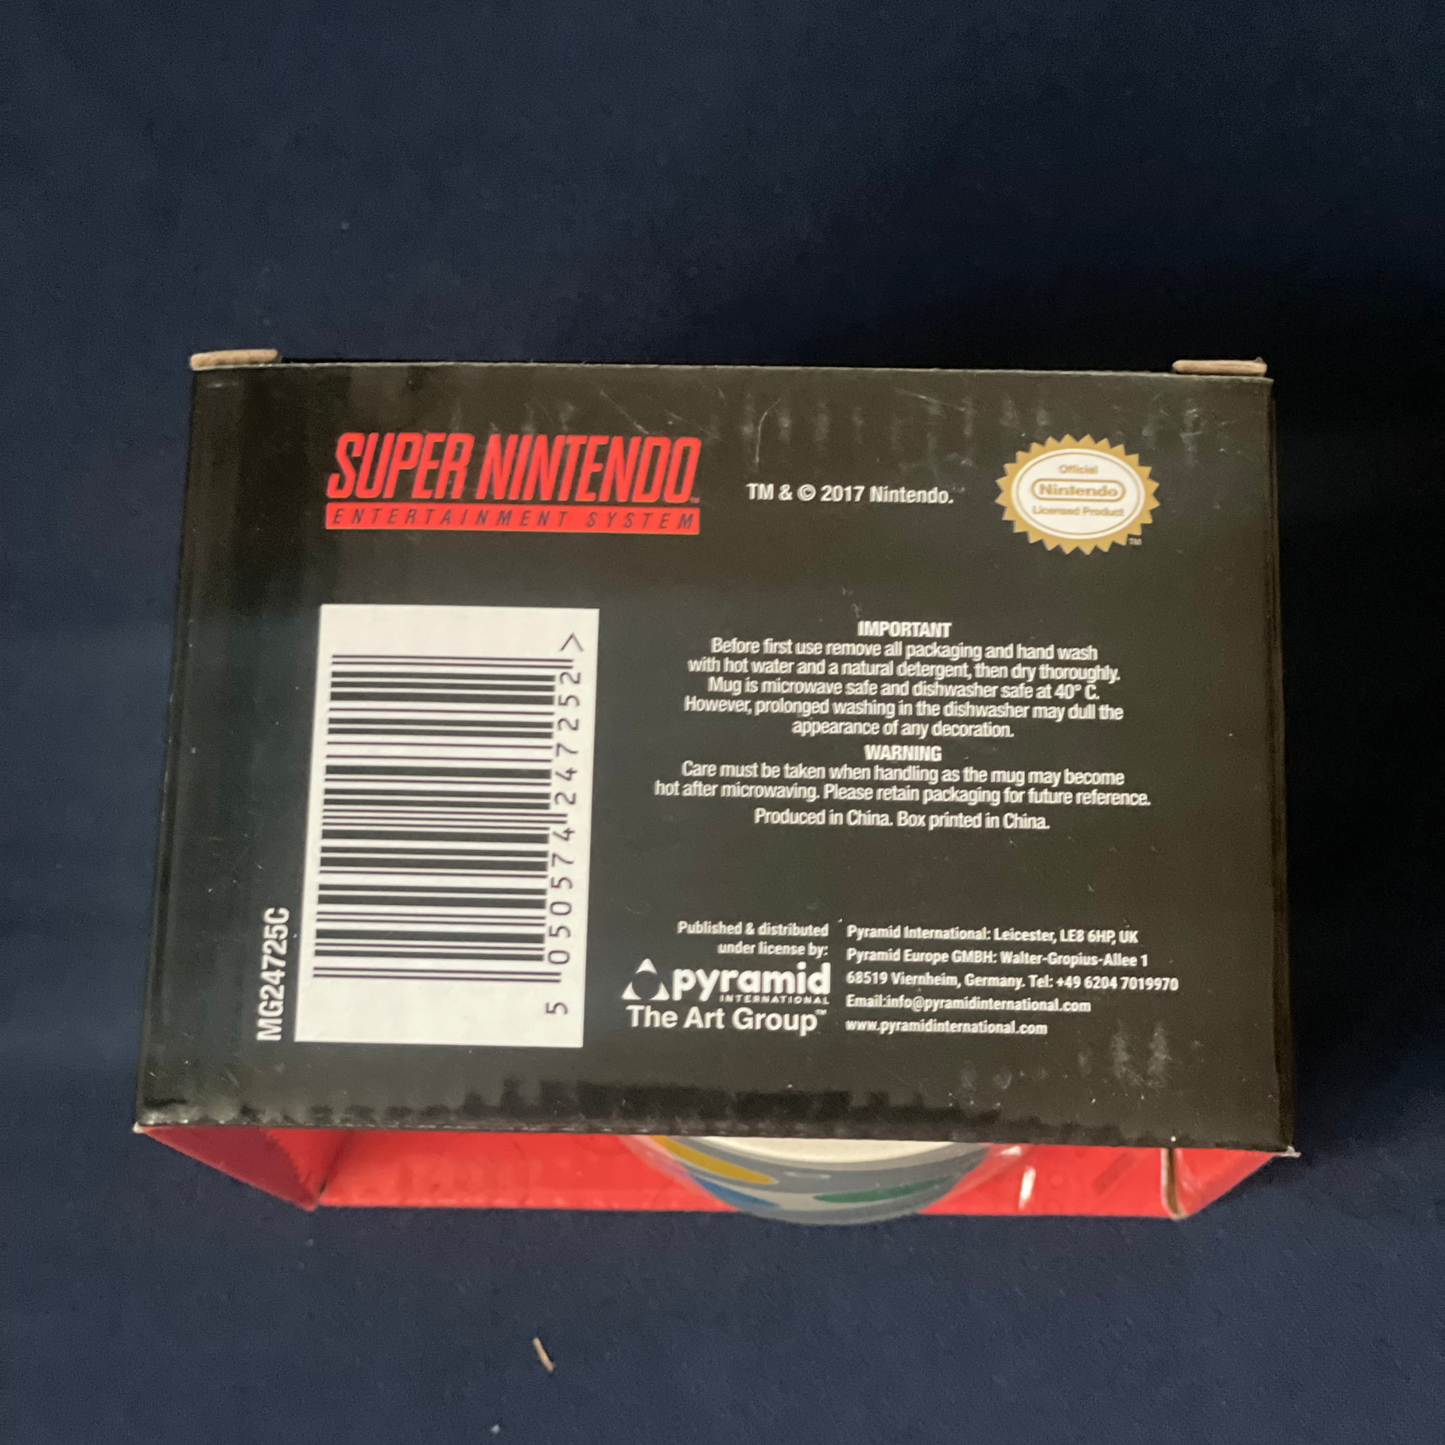 SUPER NINTENDO™
ENTERTAINMENT SYSTEM
TM & © 2017 Nintendo.
Official
Nintendo
Licensed Product
TM
IMPORTANT
Before first use remove all packaging and hand wash
with hot water and a natural detergent, then dry thoroughly.
Mug is microwave safe and dishwasher safe at 40° C.
However, prolonged washing in the dishwasher may dull the
appearance of any decoration.
WARNING
Care must be taken when handling as the mug may become
hot after microwaving. Please retain packaging for future reference.
Produced in China. Box printed in China.
MG24725C
5 050574 247252 >
Published & distributed
under license by:
pyramid
INTERNATIONAL
The Art Group™
Pyramid International: Leicester, LE8 6HP, UK
Pyramid Europe GMBH: Walter-Gropius-Allee 1
68519 Viernheim, Germany. Tel: +49 6204 7019970
Email:info@pyramidinternational.com
www.pyramidinternational.com